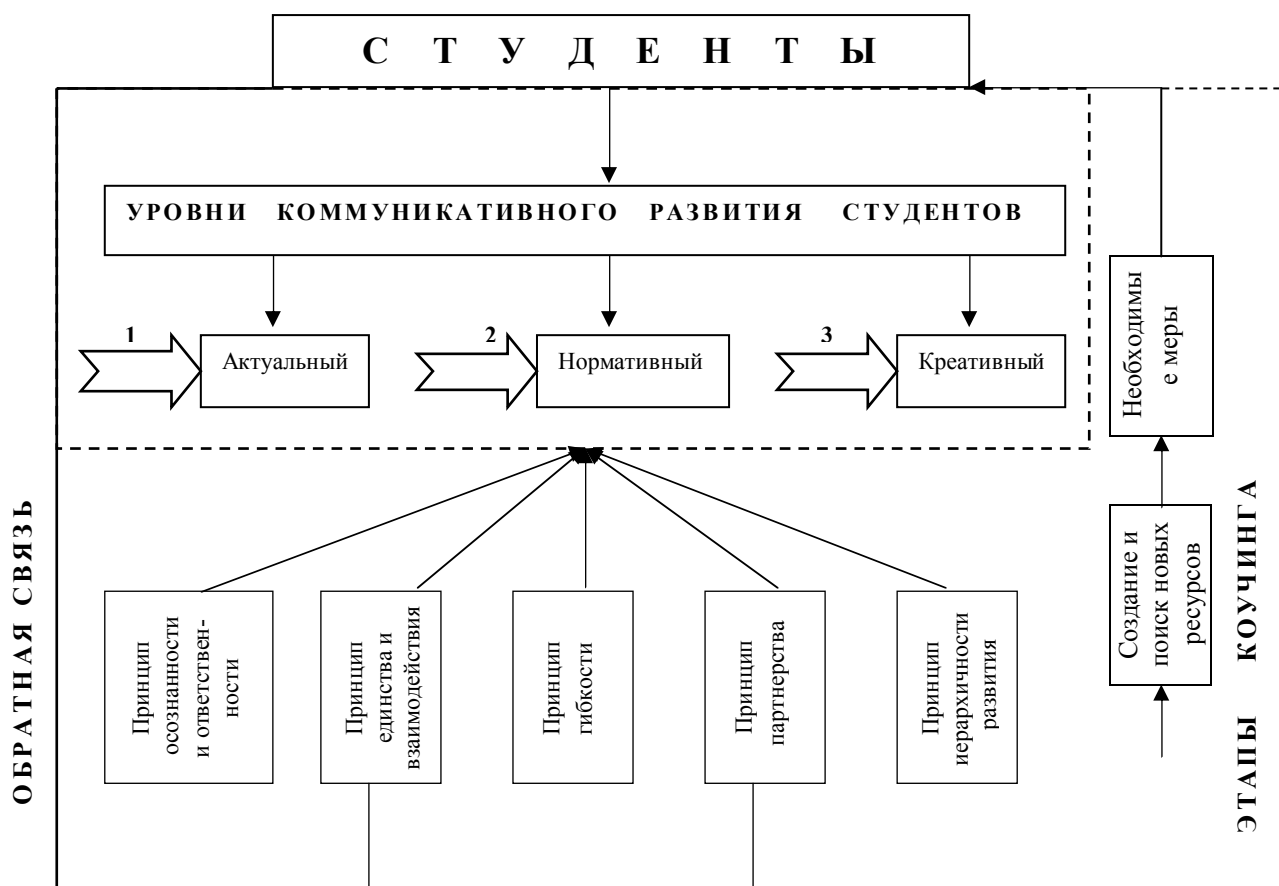 С Т У Д Е Н Т Ы
УРОВНИ КОММУНИКАТИВНОГО РАЗВИТИЯ СТУДЕНТОВ
1
Актуальный
2
Нормативный
3
Креативный
Необходимы
е меры
Создание и
поиск новых
ресурсов
ЭТАПЫ КОУЧИНГА
ОБРАТНАЯ СВЯЗЬ
Принцип
осознанности
и ответствен-
ности
Принцип
единства и
взаимодействия
Принцип
гибкости
Принцип
партнерства
Принцип
иерархичности
развития